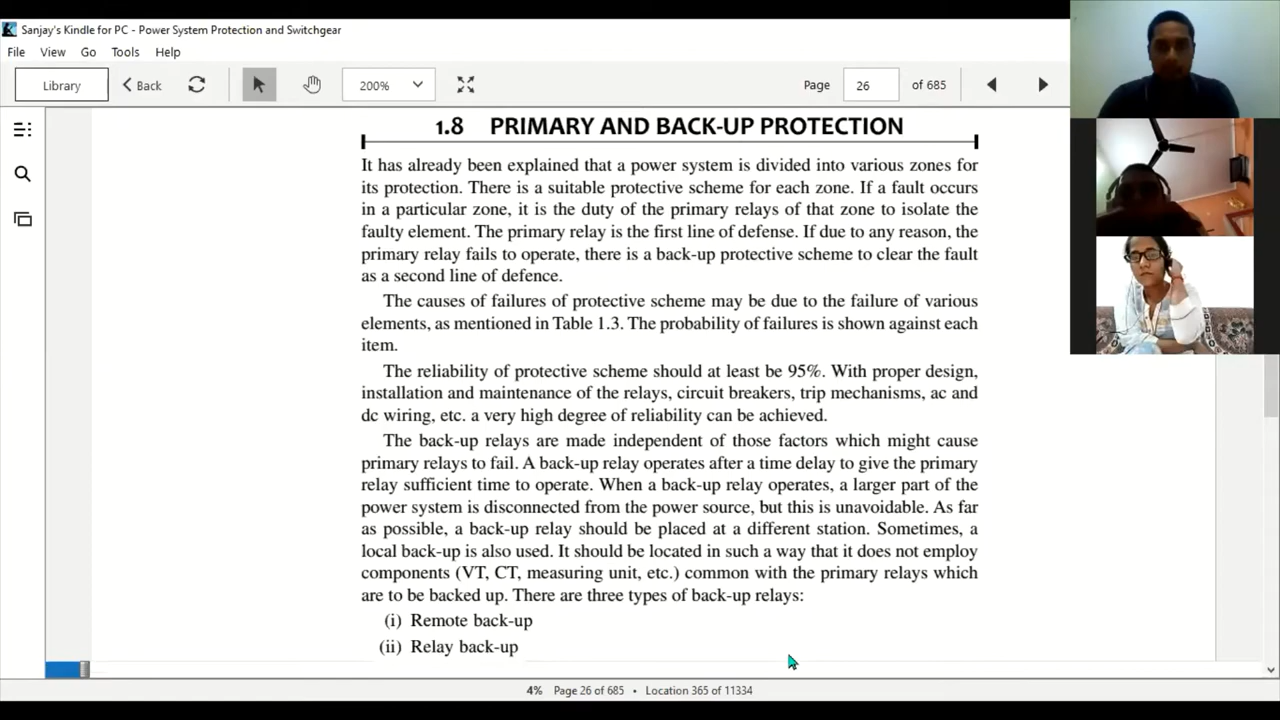 Sanjay's Kindle for PC - Power System Protection and Switchgear
File View Go Tools Help
Library Back 200% Page 26 of 685
1.8 PRIMARY AND BACK-UP PROTECTION
It has already been explained that a power system is divided into various zones for
its protection. There is a suitable protective scheme for each zone. If a fault occurs
in a particular zone, it is the duty of the primary relays of that zone to isolate the
faulty element. The primary relay is the first line of defense. If due to any reason, the
primary relay fails to operate, there is a back-up protective scheme to clear the fault
as a second line of defence.
The causes of failures of protective scheme may be due to the failure of various
elements, as mentioned in Table 1.3. The probability of failures is shown against each
item.
The reliability of protective scheme should at least be 95%. With proper design,
installation and maintenance of the relays, circuit breakers, trip mechanisms, ac and
dc wiring, etc. a very high degree of reliability can be achieved.
The back-up relays are made independent of those factors which might cause
primary relays to fail. A back-up relay operates after a time delay to give the primary
relay sufficient time to operate. When a back-up relay operates, a larger part of the
power system is disconnected from the power source, but this is unavoidable. As far
as possible, a back-up relay should be placed at a different station. Sometimes, a
local back-up is also used. It should be located in such a way that it does not employ
components (VT, CT, measuring unit, etc.) common with the primary relays which
are to be backed up. There are three types of back-up relays:
(i) Remote back-up
(ii) Relay back-up
4% Page 26 of 685 • Location 365 of 11334